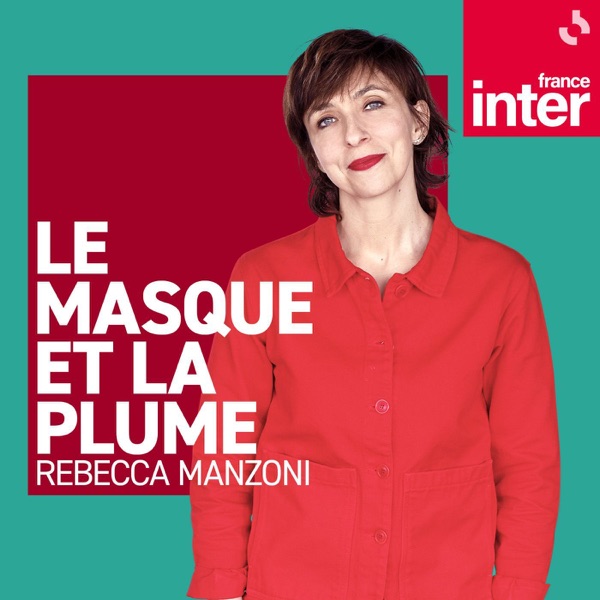 france
inter
LE
MASQUE
ET LA
PLUME
REBECCA MANZONI